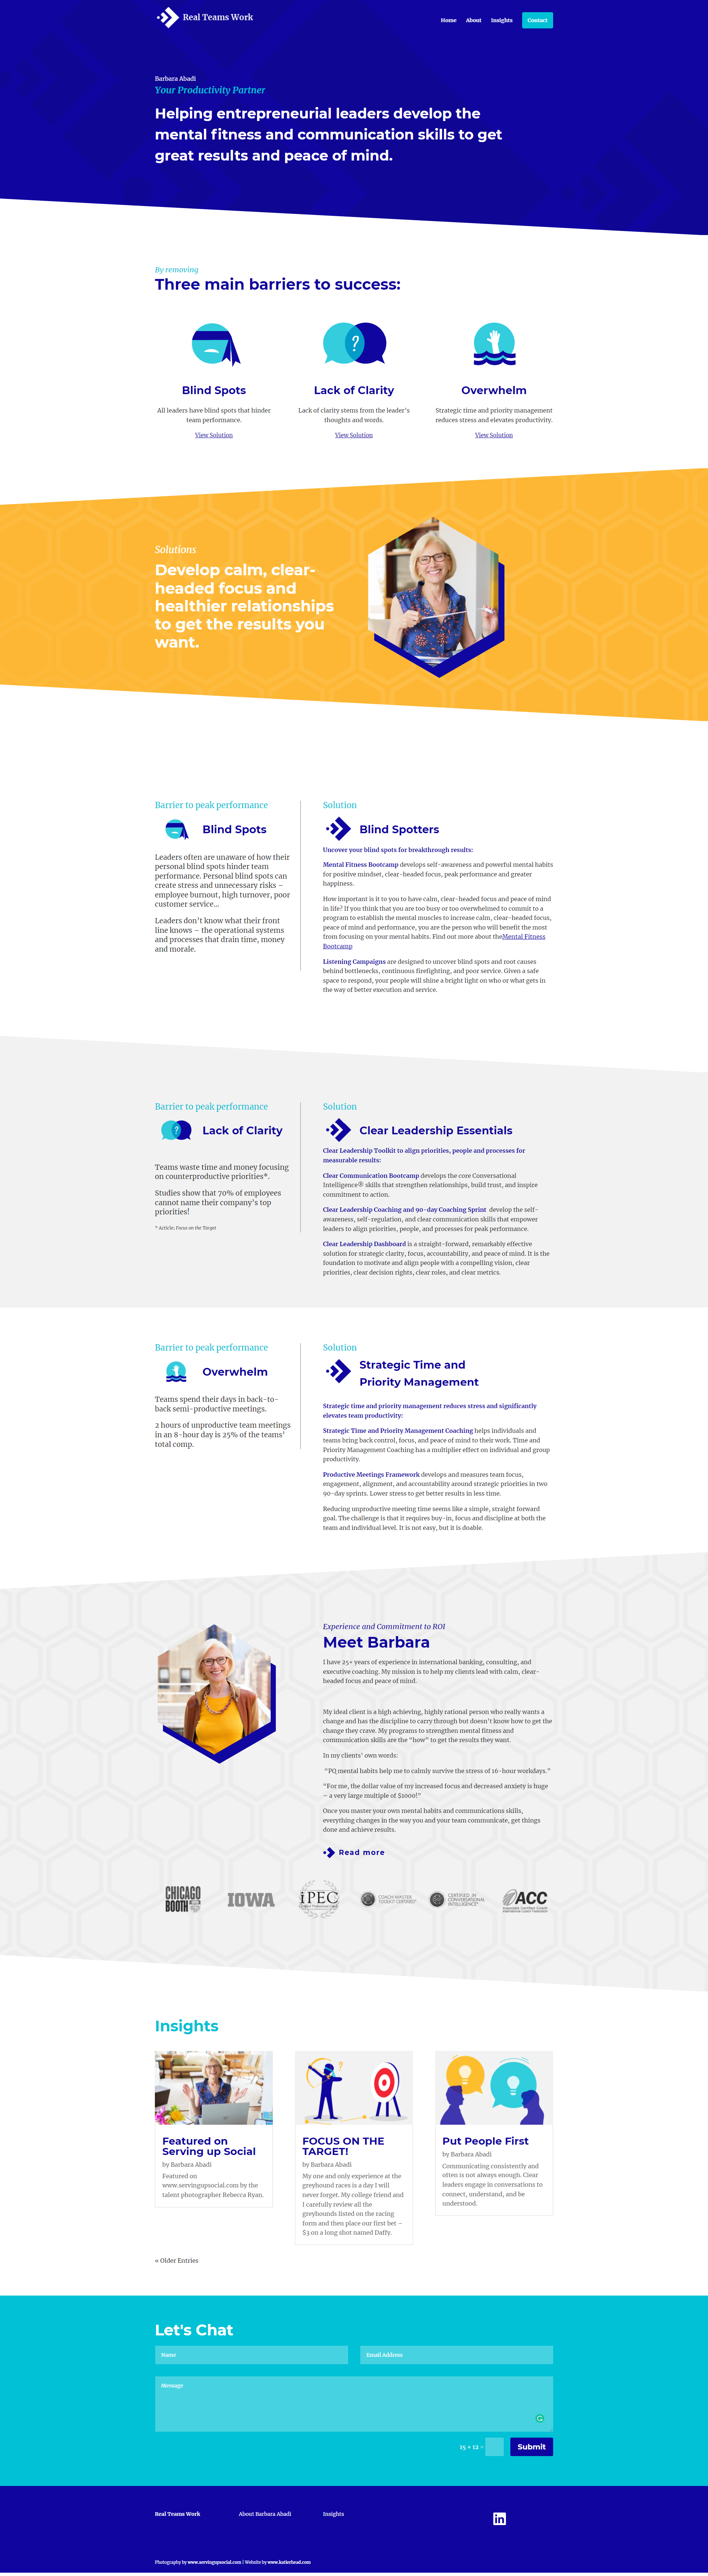 Real Teams Work
Home
About
Insights
Contact
Barbara Abadi
Your Productivity Partner
Helping entrepreneurial leaders develop the
mental fitness and communication skills to get
great results and peace of mind.
By removing
Three main barriers to success:
?
Blind Spots
All leaders have blind spots that hinder
team performance.
View Solution
Lack of Clarity
Lack of clarity stems from the leader's
thoughts and words.
View Solution
Overwhelm
Strategic time and priority management
reduces stress and elevates productivity.
View Solution
Solutions
Develop calm, clear-
headed focus and
healthier relationships
to get the results you
want.
Barrier to peak performance
Blind Spots
Leaders often are unaware of how their
personal blind spots hinder team
performance. Personal blind spots can
create stress and unnecessary risks –
employee burnout, high turnover, poor
customer service…
Leaders don't know what their front
line knows – the operational systems
and processes that drain time, money
and morale.
Solution
Blind Spotters
Uncover your blind spots for breakthrough results:
Mental Fitness Bootcamp develops self-awareness and powerful mental habits
for positive mindset, clear-headed focus, peak performance and greater
happiness.
How important is it to you to have calm, clear-headed focus and peace of mind
in life? If you think that you are too busy or too overwhelmed to commit to a
program to establish the mental muscles to increase calm, clear-headed focus,
peace of mind and performance, you are the person who will benefit the most
from focusing on your mental habits. Find out more about theMental Fitness
Bootcamp
Listening Campaigns are designed to uncover blind spots and root causes
behind bottlenecks, continuous firefighting, and poor service. Given a safe
space to respond, your people will shine a bright light on who or what gets in
the way of better execution and service.
Barrier to peak performance
?
Lack of Clarity
Teams waste time and money focusing
on counterproductive priorities*.
Studies show that 70% of employees
cannot name their company's top
priorities!
* Article; Focus on the Target
Solution
Clear Leadership Essentials
Clear Leadership Toolkit to align priorities, people and processes for
measurable results:
Clear Communication Bootcamp develops the core Conversational
Intelligence® skills that strengthen relationships, build trust, and inspire
commitment to action.
Clear Leadership Coaching and 90-day Coaching Sprint develop the self-
awareness, self-regulation, and clear communication skills that empower
leaders to align priorities, people, and processes for peak performance.
Clear Leadership Dashboard is a straight-forward, remarkably effective
solution for strategic clarity, focus, accountability, and peace of mind. It is the
foundation to motivate and align people with a compelling vision, clear
priorities, clear decision rights, clear roles, and clear metrics.
Barrier to peak performance
Overwhelm
Teams spend their days in back-to-
back semi-productive meetings.
2 hours of unproductive team meetings
in an 8-hour day is 25% of the teams'
total comp.
Solution
Strategic Time and
Priority Management
Strategic time and priority management reduces stress and significantly
elevates team productivity:
Strategic Time and Priority Management Coaching helps individuals and
teams bring back control, focus, and peace of mind to their work. Time and
Priority Management Coaching has a multiplier effect on individual and group
productivity.
Productive Meetings Framework develops and measures team focus,
engagement, alignment, and accountability around strategic priorities in two
90-day sprints. Lower stress to get better results in less time.
Reducing unproductive meeting time seems like a simple, straight forward
goal. The challenge is that it requires buy-in, focus and discipline at both the
team and individual level. It is not easy, but it is doable.
Experience and Commitment to ROI
Meet Barbara
I have 25+ years of experience in international banking, consulting, and
executive coaching. My mission is to help my clients lead with calm, clear-
headed focus and peace of mind.
My ideal client is a high achieving, highly rational person who really wants a
change and has the discipline to carry through but doesn't know how to get the
change they crave. My programs to strengthen mental fitness and
communication skills are the "how" to get the results they want.
In my clients' own words:
"PQ mental habits help me to calmly survive the stress of 16-hour workdays."
"For me, the dollar value of my increased focus and decreased anxiety is huge
– a very large multiple of $1000!"
Once you master your own mental habits and communications skills,
everything changes in the way you and your team communicate, get things
done and achieve results.
Read more
CHICAGO
BOOTH
IOWA
iPEC
COACH MASTER
TOOLKIT CERTIFIED
CERTIFIED IN
CONVERSATIONAL
INTELLIGENCE®
ACC
Associate Certified Coach
International Coach Federation
Insights
Featured on
Serving up Social
by Barbara Abadi
Featured on
www.servingupsocial.com by the
talent photographer Rebecca Ryan.
?
FOCUS ON THE
TARGET!
by Barbara Abadi
My one and only experience at the
greyhound races is a day I will
never forget. My college friend and
I carefully review all the
greyhounds listed on the racing
form and then place our first bet –
$3 on a long shot named Daffy.
Put People First
by Barbara Abadi
Communicating consistently and
often is not always enough. Clear
leaders engage in conversations to
connect, understand, and be
understood.
« Older Entries
Let's Chat
Name
Email Address
Message
15 + 12 =
Submit
Real Teams Work
About Barbara Abadi
Insights
in
Photography by www.servingupsocial.com | Website by www.katierhead.com